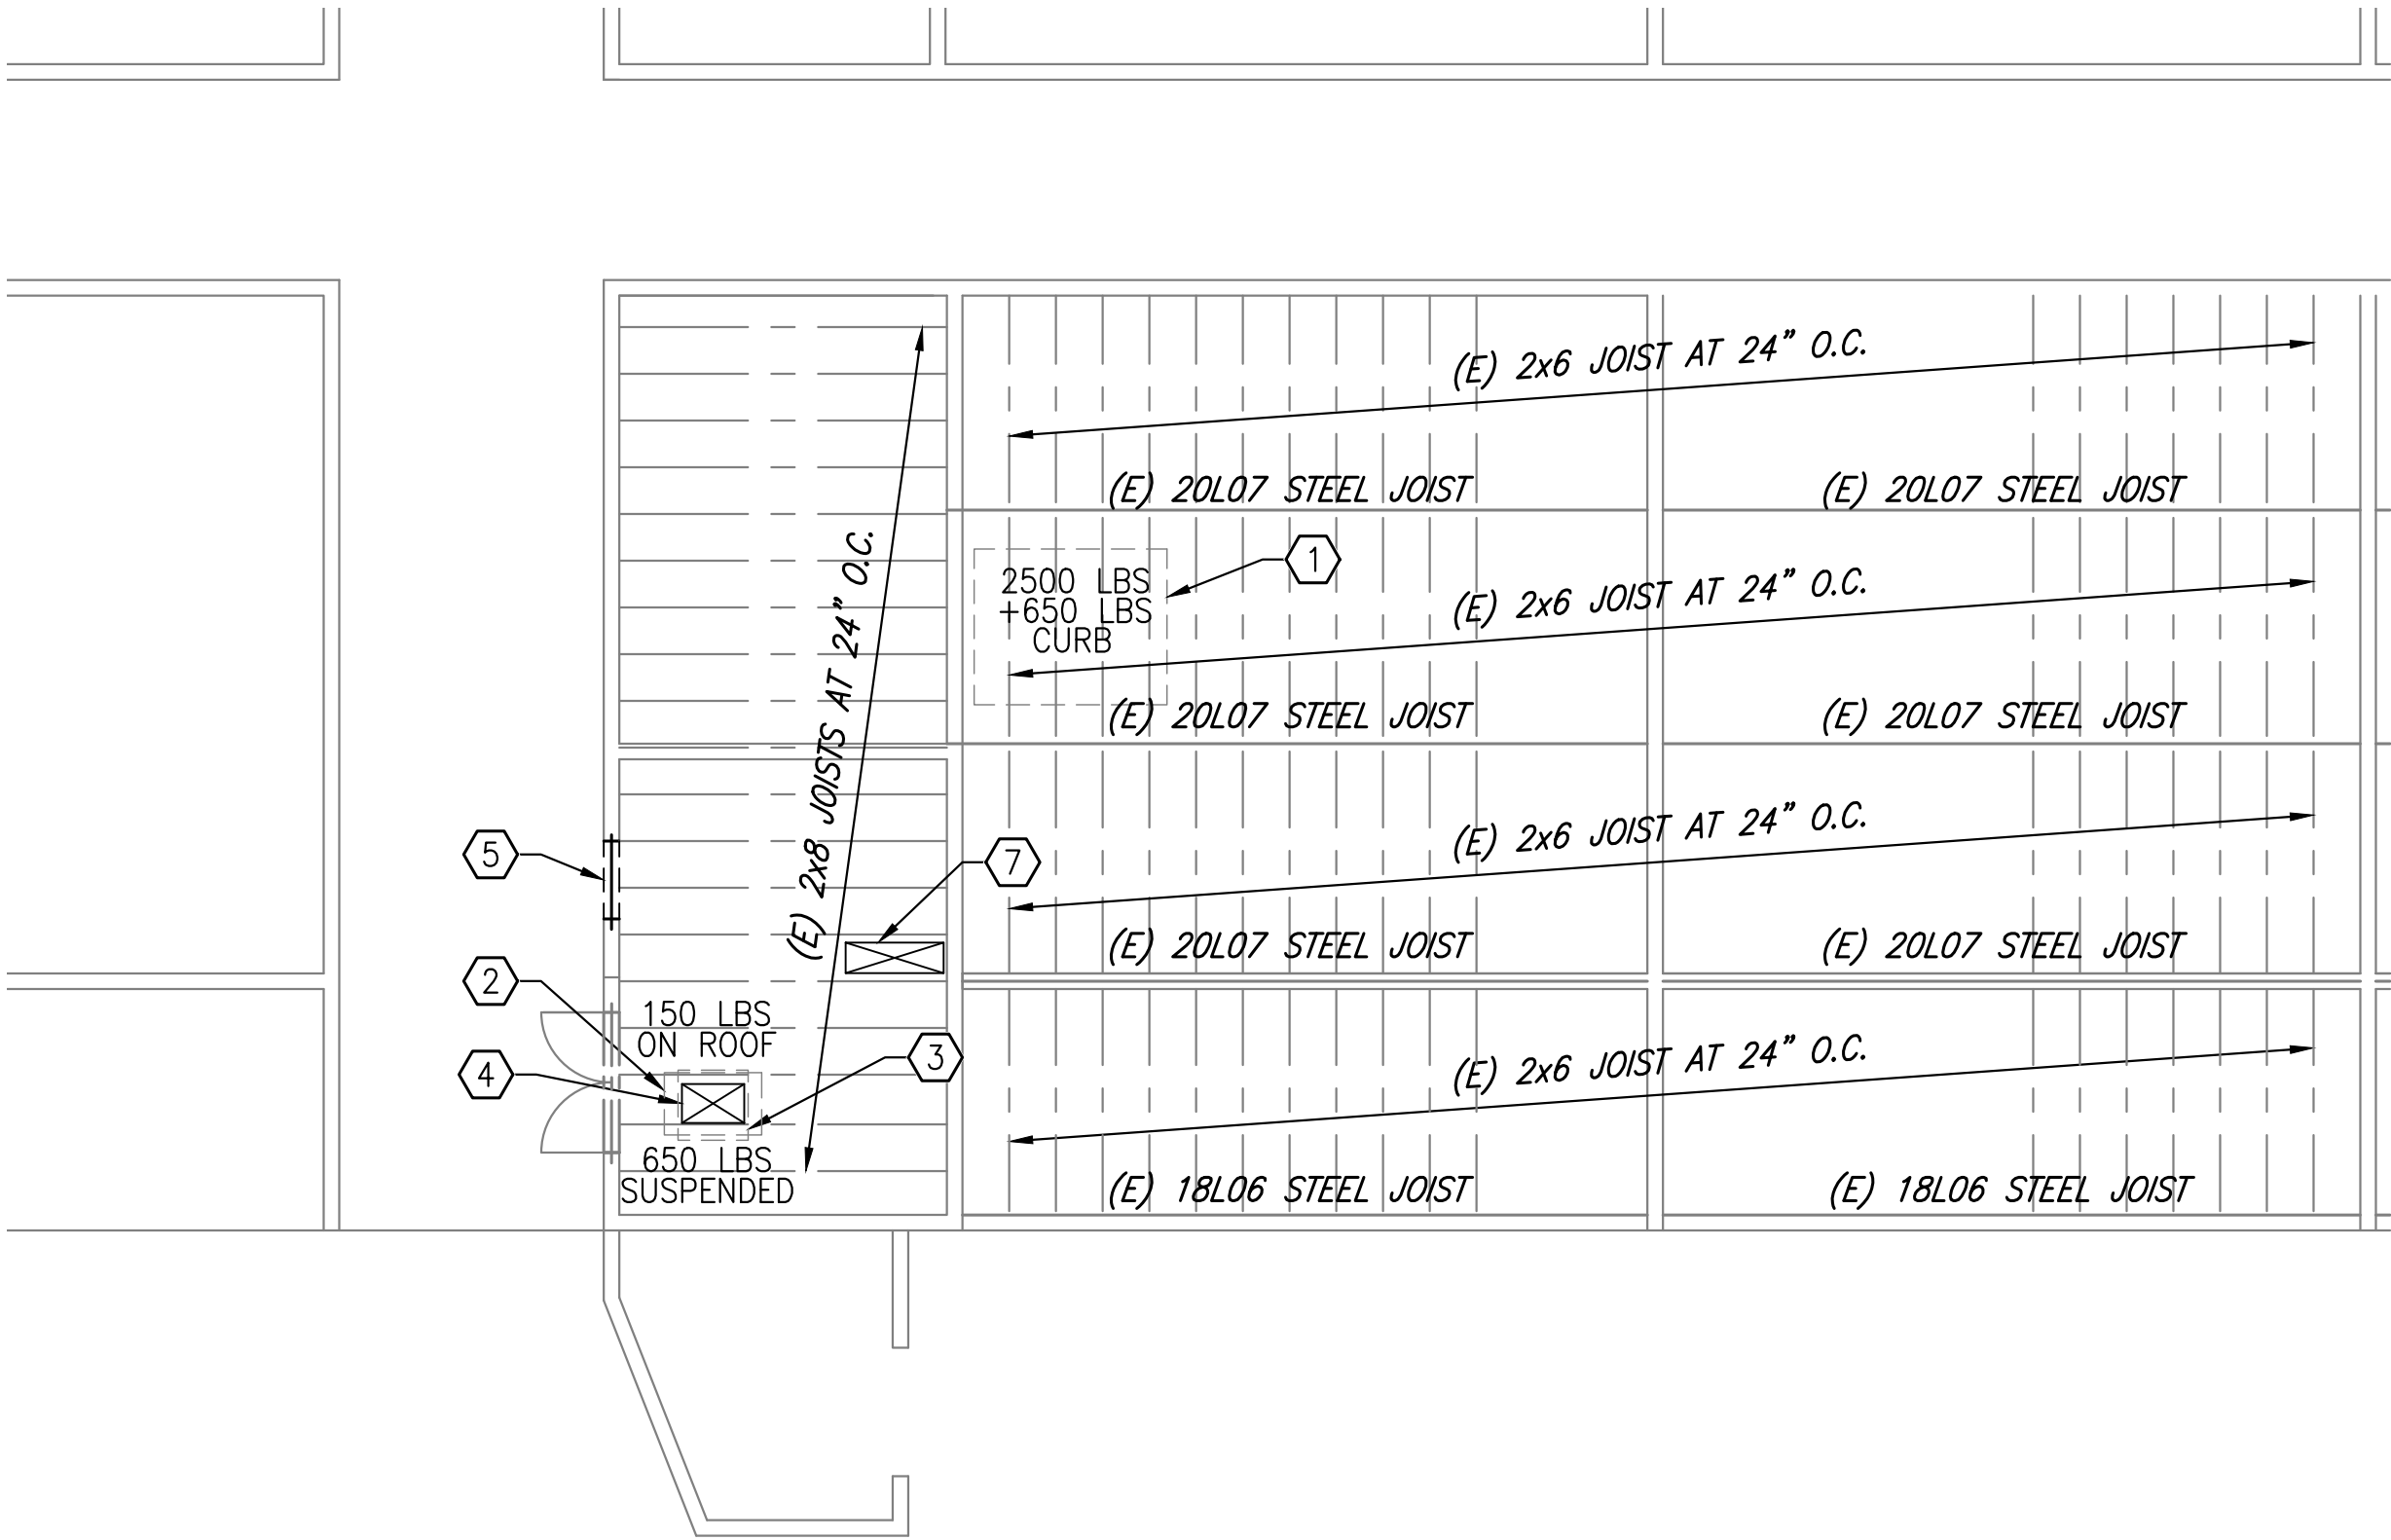 (E) 2x6 JOIST AT 24" O.C.
(E) 20L07 STEEL JOIST
(E) 20L07 STEEL JOIST
1
2500 LBS
+650 LBS
CURB
(E) 2x6 JOIST AT 24" O.C.
(E) 2x8 JOISTS AT 24" O.C.
(E) 20L07 STEEL JOIST
(E) 20L07 STEEL JOIST
5
7
(E) 2x6 JOIST AT 24" O.C.
(E) 20L07 STEEL JOIST
(E) 20L07 STEEL JOIST
2
150 LBS
ON ROOF
3
4
(E) 2x6 JOIST AT 24" O.C.
650 LBS
SUSPENDED
(E) 18L06 STEEL JOIST
(E) 18L06 STEEL JOIST